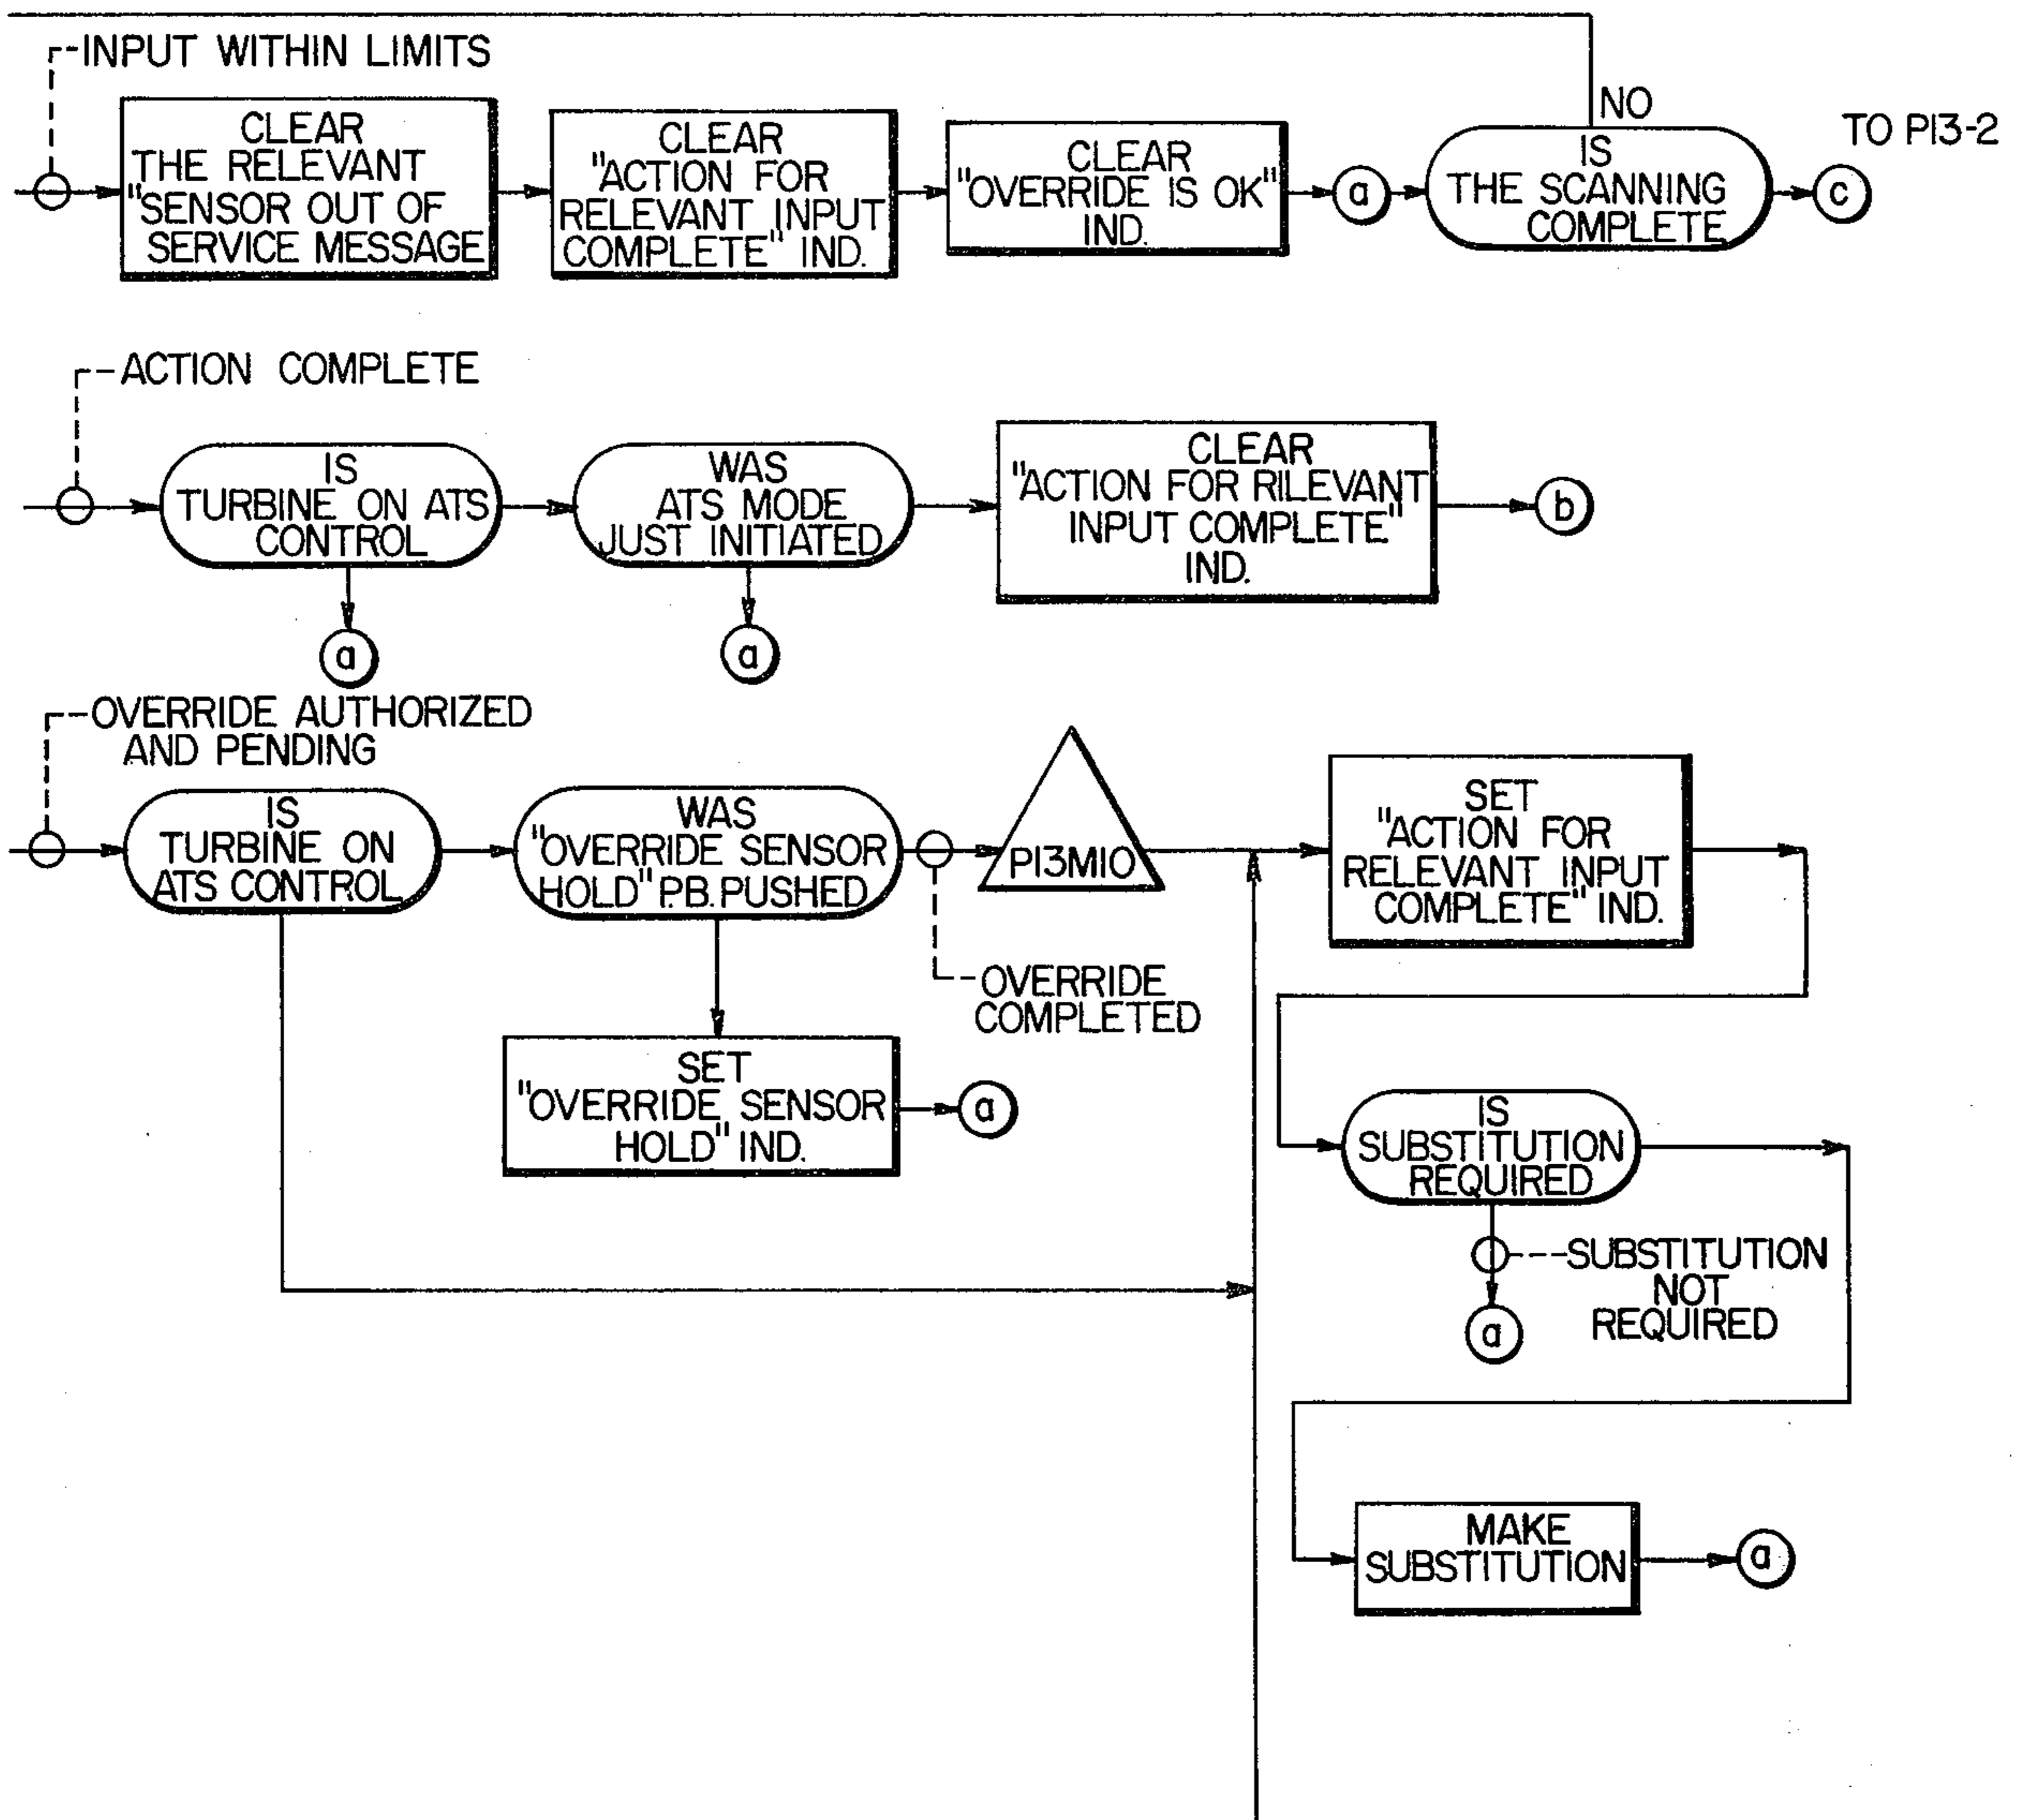 INPUT WITHIN LIMITS
NO
TO P13-2
CLEAR
THE RELEVANT
"SENSOR OUT OF
SERVICE MESSAGE
CLEAR
"ACTION FOR
RELEVANT INPUT
COMPLETE" IND.
CLEAR
"OVERRIDE IS OK"
IND.
a
IS
THE SCANNING
COMPLETE
c
ACTION COMPLETE
IS
TURBINE ON ATS
CONTROL
WAS
ATS MODE
JUST INITIATED
CLEAR
"ACTION FOR RILEVANT
INPUT COMPLETE"
IND.
b
a
a
OVERRIDE AUTHORIZED
AND PENDING
IS
TURBINE ON
ATS CONTROL
WAS
"OVERRIDE SENSOR
HOLD" P.B. PUSHED
P13M10
SET
"ACTION FOR
RELEVANT INPUT
COMPLETE" IND.
OVERRIDE
COMPLETED
SET
"OVERRIDE SENSOR
HOLD" IND.
a
IS
SUBSTITUTION
REQUIRED
SUBSTITUTION
NOT
REQUIRED
a
MAKE
SUBSTITUTION
a